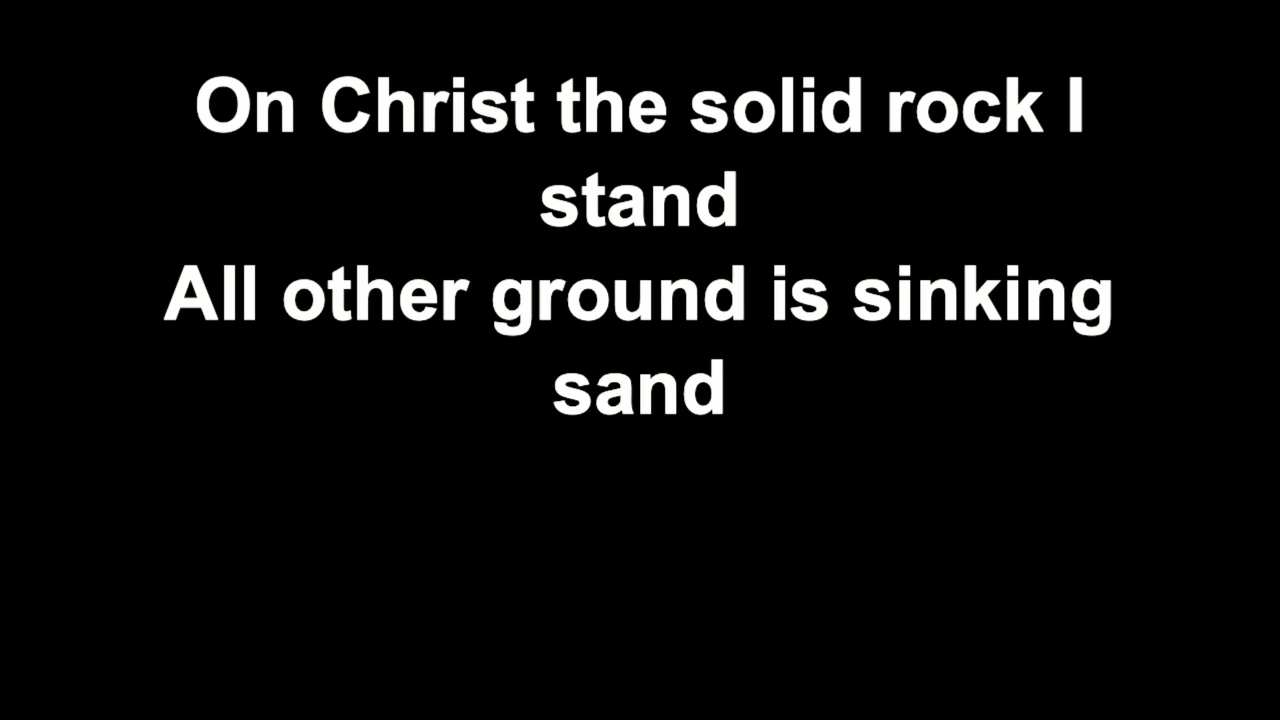 On Christ the solid rock I
stand
All other ground is sinking
sand